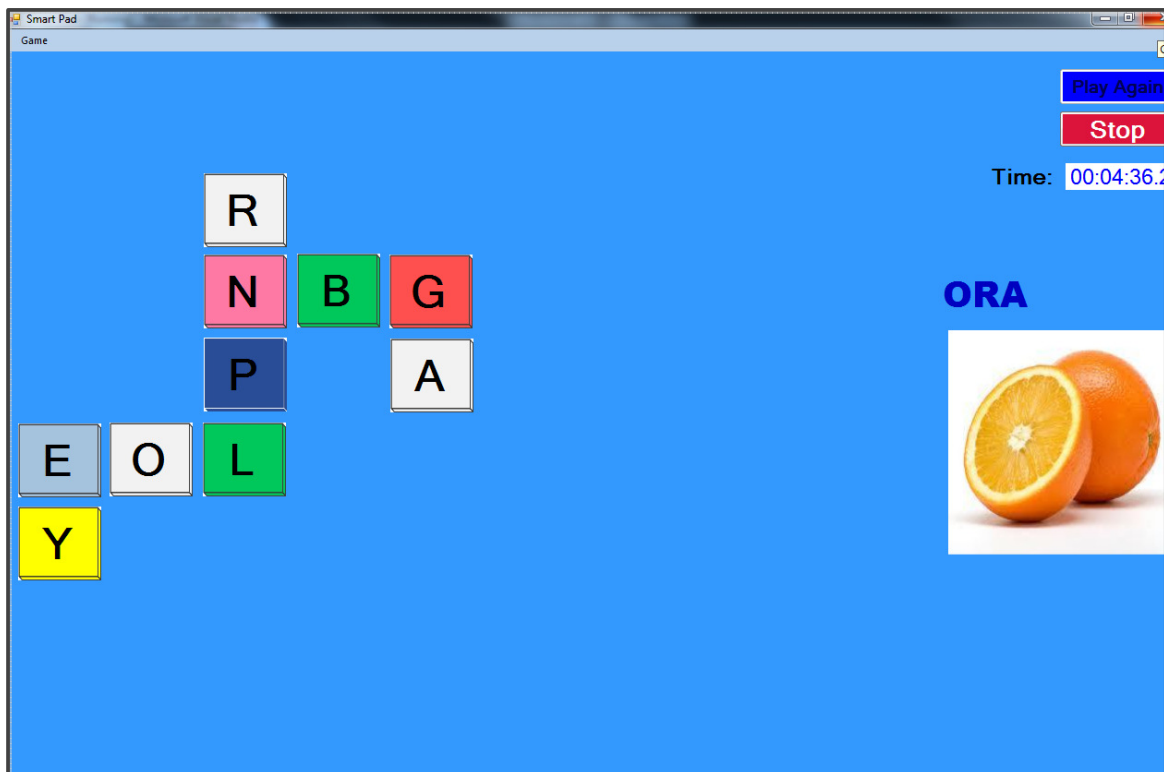 Smart Pad
Game
Play Again
Stop
Time: 00:04:36.2
R
N B G
ORA
P A
E O L
Y